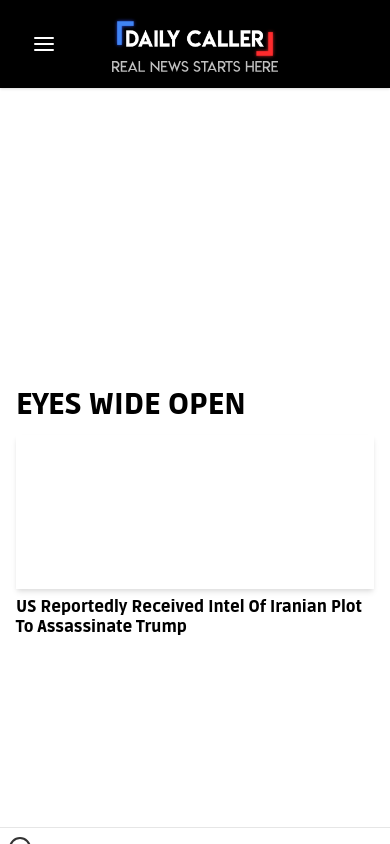 DAILY CALLER
REAL NEWS STARTS HERE
EYES WIDE OPEN
US Reportedly Received Intel Of Iranian Plot
To Assassinate Trump